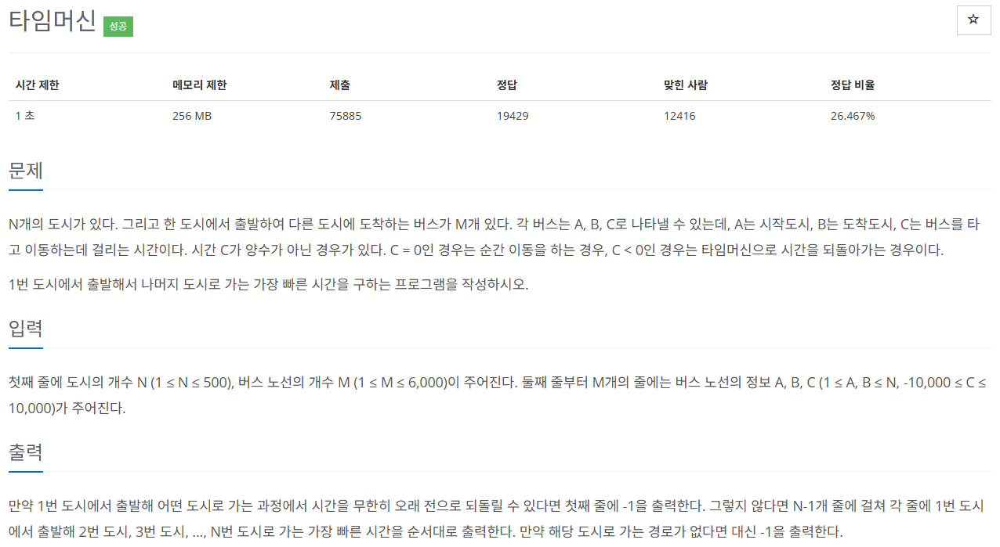 타임머신 성공
☆
시간 제한 메모리 제한 제출 정답 맞힌 사람 정답 비율
1 초 256 MB 75885 19429 12416 26.467%
문제
N개의 도시가 있다. 그리고 한 도시에서 출발하여 다른 도시에 도착하는 버스가 M개 있다. 각 버스는 A, B, C로 나타낼 수 있는데, A는 시작도시, B는 도착도시, C는 버스를 타
고 이동하는데 걸리는 시간이다. 시간 C가 양수가 아닌 경우가 있다. C = 0인 경우는 순간 이동을 하는 경우, C < 0인 경우는 타임머신으로 시간을 되돌아가는 경우이다.
1번 도시에서 출발해서 나머지 도시로 가는 가장 빠른 시간을 구하는 프로그램을 작성하시오.
입력
첫째 줄에 도시의 개수 N (1 ≤ N ≤ 500), 버스 노선의 개수 M (1 ≤ M ≤ 6,000)이 주어진다. 둘째 줄부터 M개의 줄에는 버스 노선의 정보 A, B, C (1 ≤ A, B ≤ N, -10,000 ≤ C ≤
10,000)가 주어진다.
출력
만약 1번 도시에서 출발해 어떤 도시로 가는 과정에서 시간을 무한히 오래 전으로 되돌릴 수 있다면 첫째 줄에 -1을 출력한다. 그렇지 않다면 N-1개 줄에 걸쳐 각 줄에 1번 도시
에서 출발해 2번 도시, 3번 도시, ..., N번 도시로 가는 가장 빠른 시간을 순서대로 출력한다. 만약 해당 도시로 가는 경로가 없다면 대신 -1을 출력한다.